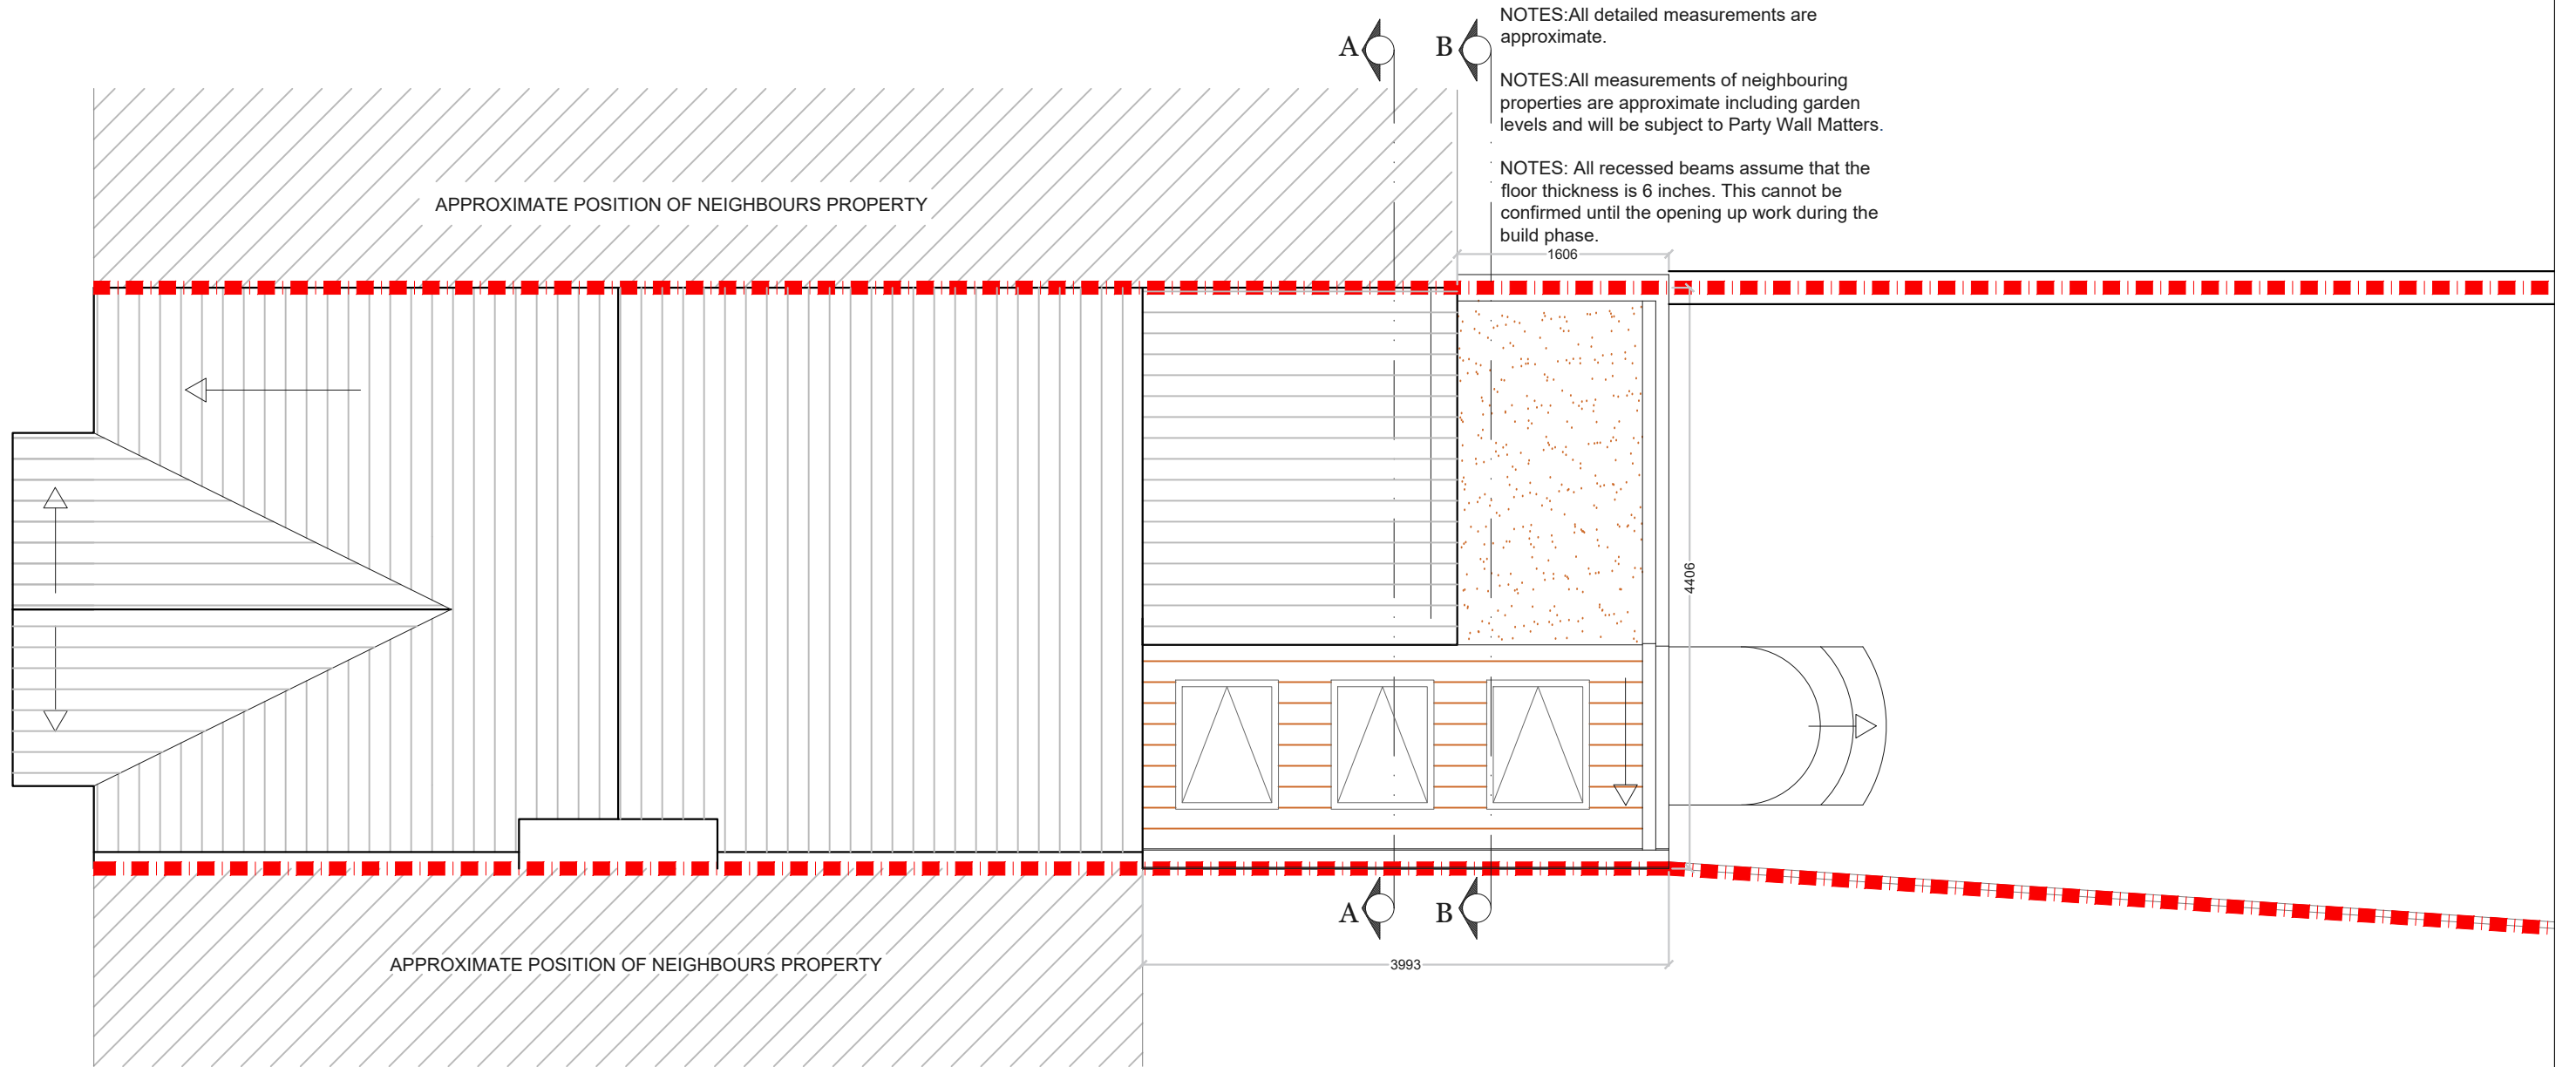 NOTES:All detailed measurements are
approximate.
A
B
NOTES:All measurements of neighbouring
properties are approximate including garden
levels and will be subject to Party Wall Matters.
NOTES: All recessed beams assume that the
floor thickness is 6 inches. This cannot be
confirmed until the opening up work during the
build phase.
APPROXIMATE POSITION OF NEIGHBOURS PROPERTY
1606
4406
A
B
APPROXIMATE POSITION OF NEIGHBOURS PROPERTY
3993